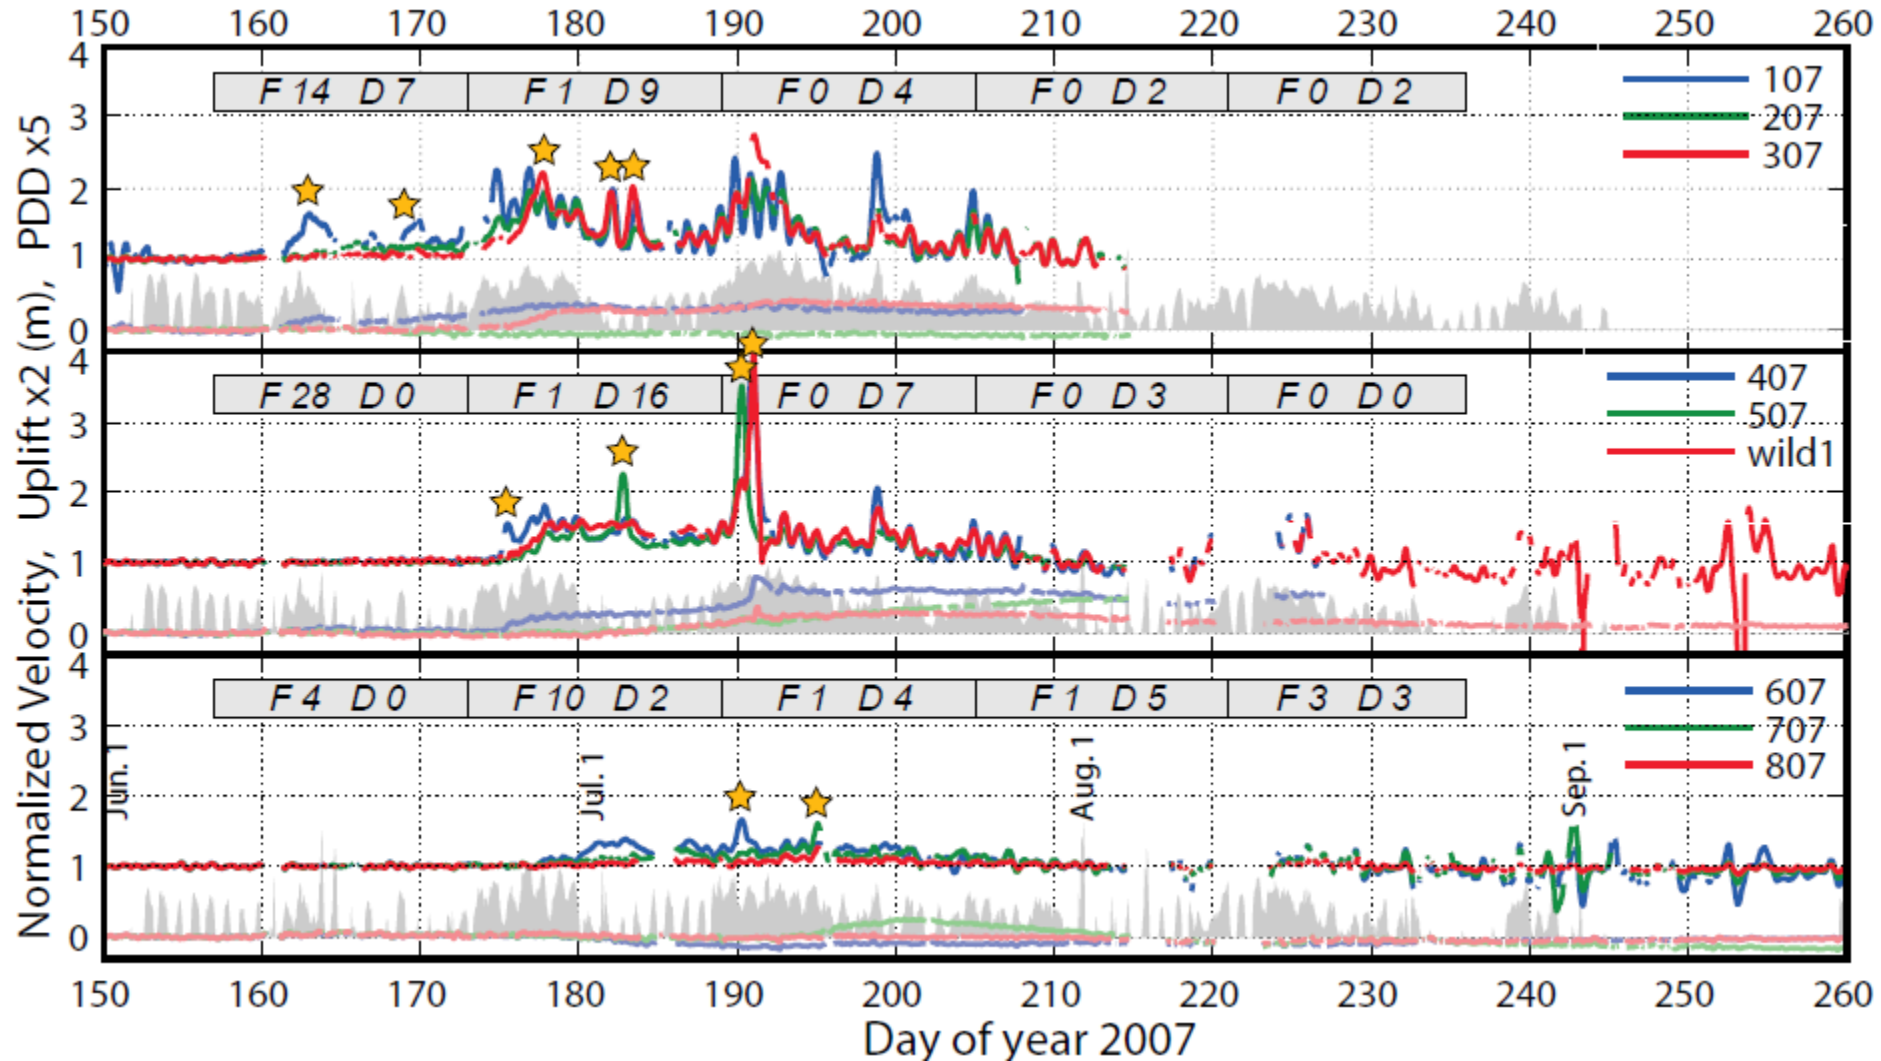 150 160 170 180 190 200 210 220 230 240 250 260
Normalized Velocity, Uplift x2 (m), PDD x5
4
3
2
1
0
F 14 D 7 F 1 D 9 F 0 D 4 F 0 D 2 F 0 D 2
107
207
307
4
3
2
1
0
F 28 D 0 F 1 D 16 F 0 D 7 F 0 D 3 F 0 D 0
407
507
wild1
4
3
2
1
0
F 4 D 0 F 10 D 2 F 1 D 4 F 1 D 5 F 3 D 3
607
707
807
Jun. 1
Jul. 1
Aug. 1
Sep. 1
150 160 170 180 190 200 210 220 230 240 250 260
Day of year 2007